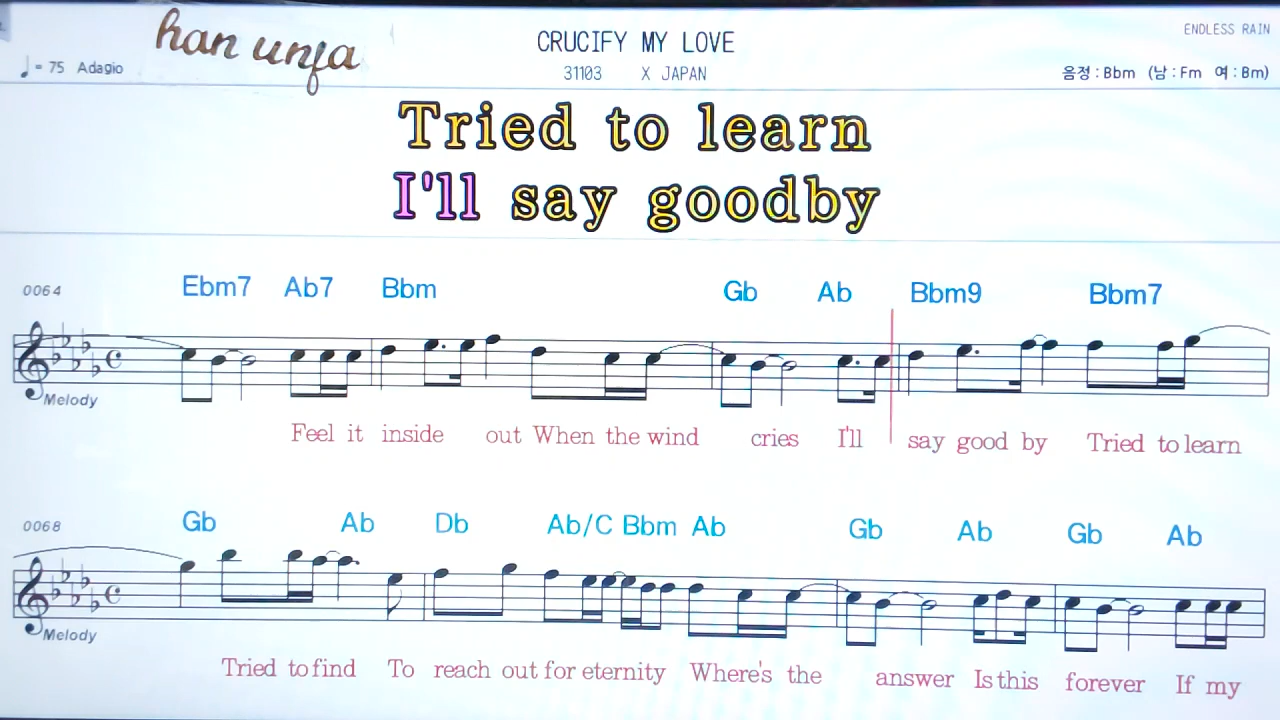 han unja
CRUCIFY MY LOVE
ENDLESS RAIN
♩= 75 Adagio
31103 X JAPAN
음정 : Bbm (남 : Fm 여 : Bm)
Tried to learn
I'll say goodby
0064
Ebm7 Ab7 Bbm Gb Ab Bbm9 Bbm7
Melody
Feel it inside out When the wind cries I'll say good by Tried to learn
0068
Gb Ab Db Ab/C Bbm Ab Gb Ab Gb Ab
Melody
Tried to find To reach out for eternity Where's the answer Is this forever If my